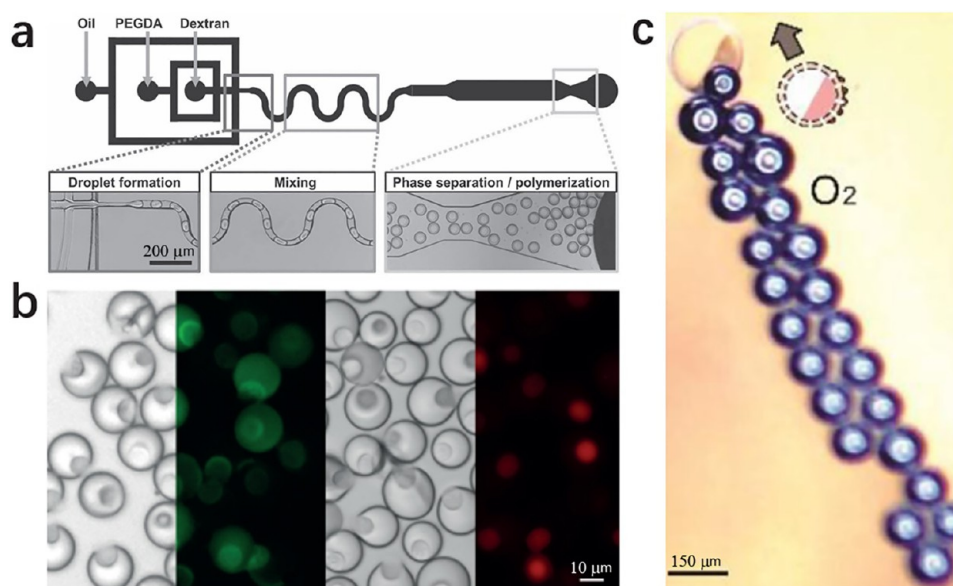 a
Oil PEGDA Dextran
Droplet formation
Mixing
Phase separation / polymerization
200 μm
b
10 μm
c
O₂
150 μm